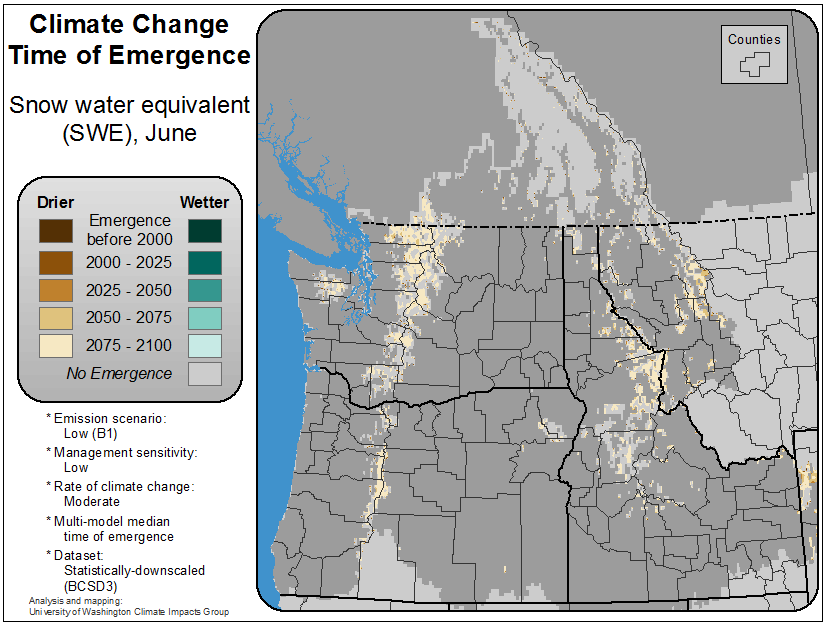 Climate Change
Time of Emergence
Snow water equivalent
(SWE), June
Drier Wetter
Emergence
before 2000
2000 - 2025
2025 - 2050
2050 - 2075
2075 - 2100
No Emergence
* Emission scenario:
Low (B1)
* Management sensitivity:
Low
* Rate of climate change:
Moderate
* Multi-model median
time of emergence
* Dataset:
Statistically-downscaled
(BCSD3)
Analysis and mapping:
University of Washington Climate Impacts Group
Counties